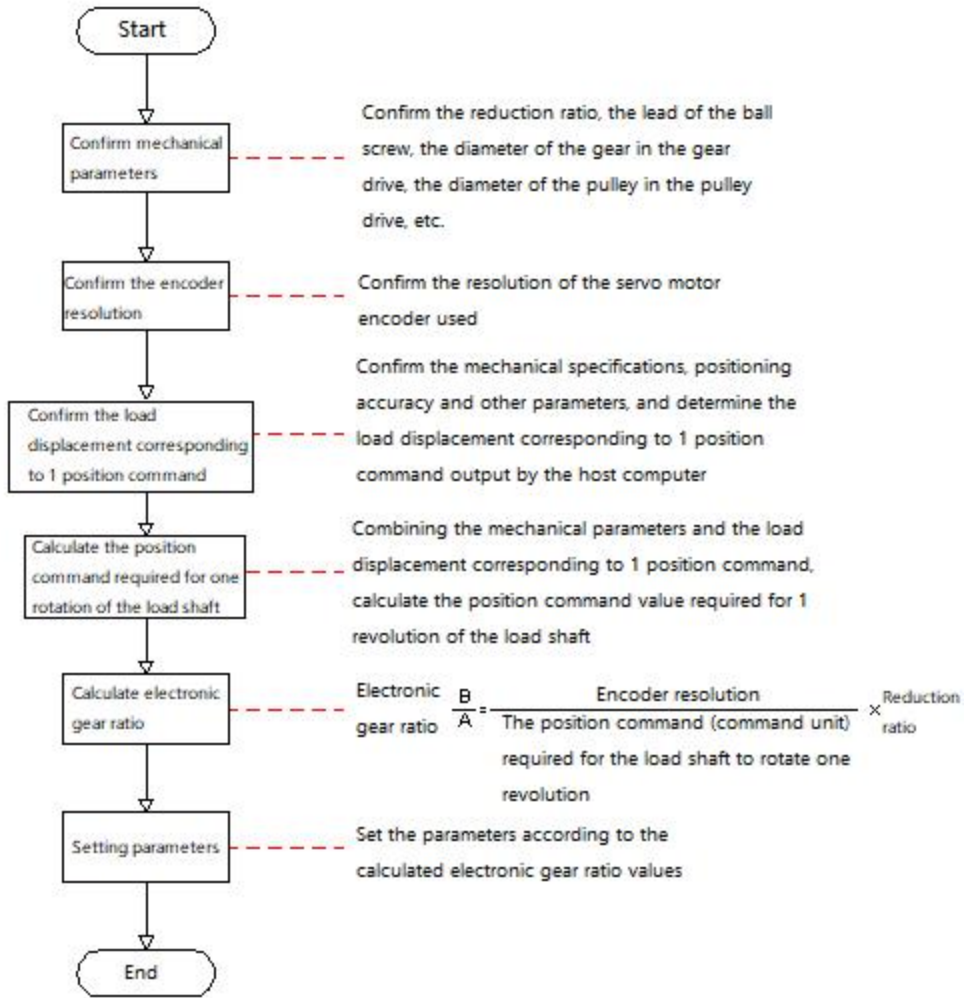 Start
Confirm mechanical
parameters
Confirm the reduction ratio, the lead of the ball
screw, the diameter of the gear in the gear
drive, the diameter of the pulley in the pulley
drive, etc.
Confirm the encoder
resolution
Confirm the resolution of the servo motor
encoder used
Confirm the load
displacement corresponding
to 1 position command
Confirm the mechanical specifications, positioning
accuracy and other parameters, and determine the
load displacement corresponding to 1 position
command output by the host computer
Calculate the position
command required for one
rotation of the load shaft
Combining the mechanical parameters and the load
displacement corresponding to 1 position command,
calculate the position command value required for 1
revolution of the load shaft
Calculate electronic
gear ratio
Electronic
gear ratio
B
A
=
Encoder resolution
The position command (command unit)
required for the load shaft to rotate one
revolution
×
Reduction
ratio
Setting parameters
Set the parameters according to the
calculated electronic gear ratio values
End